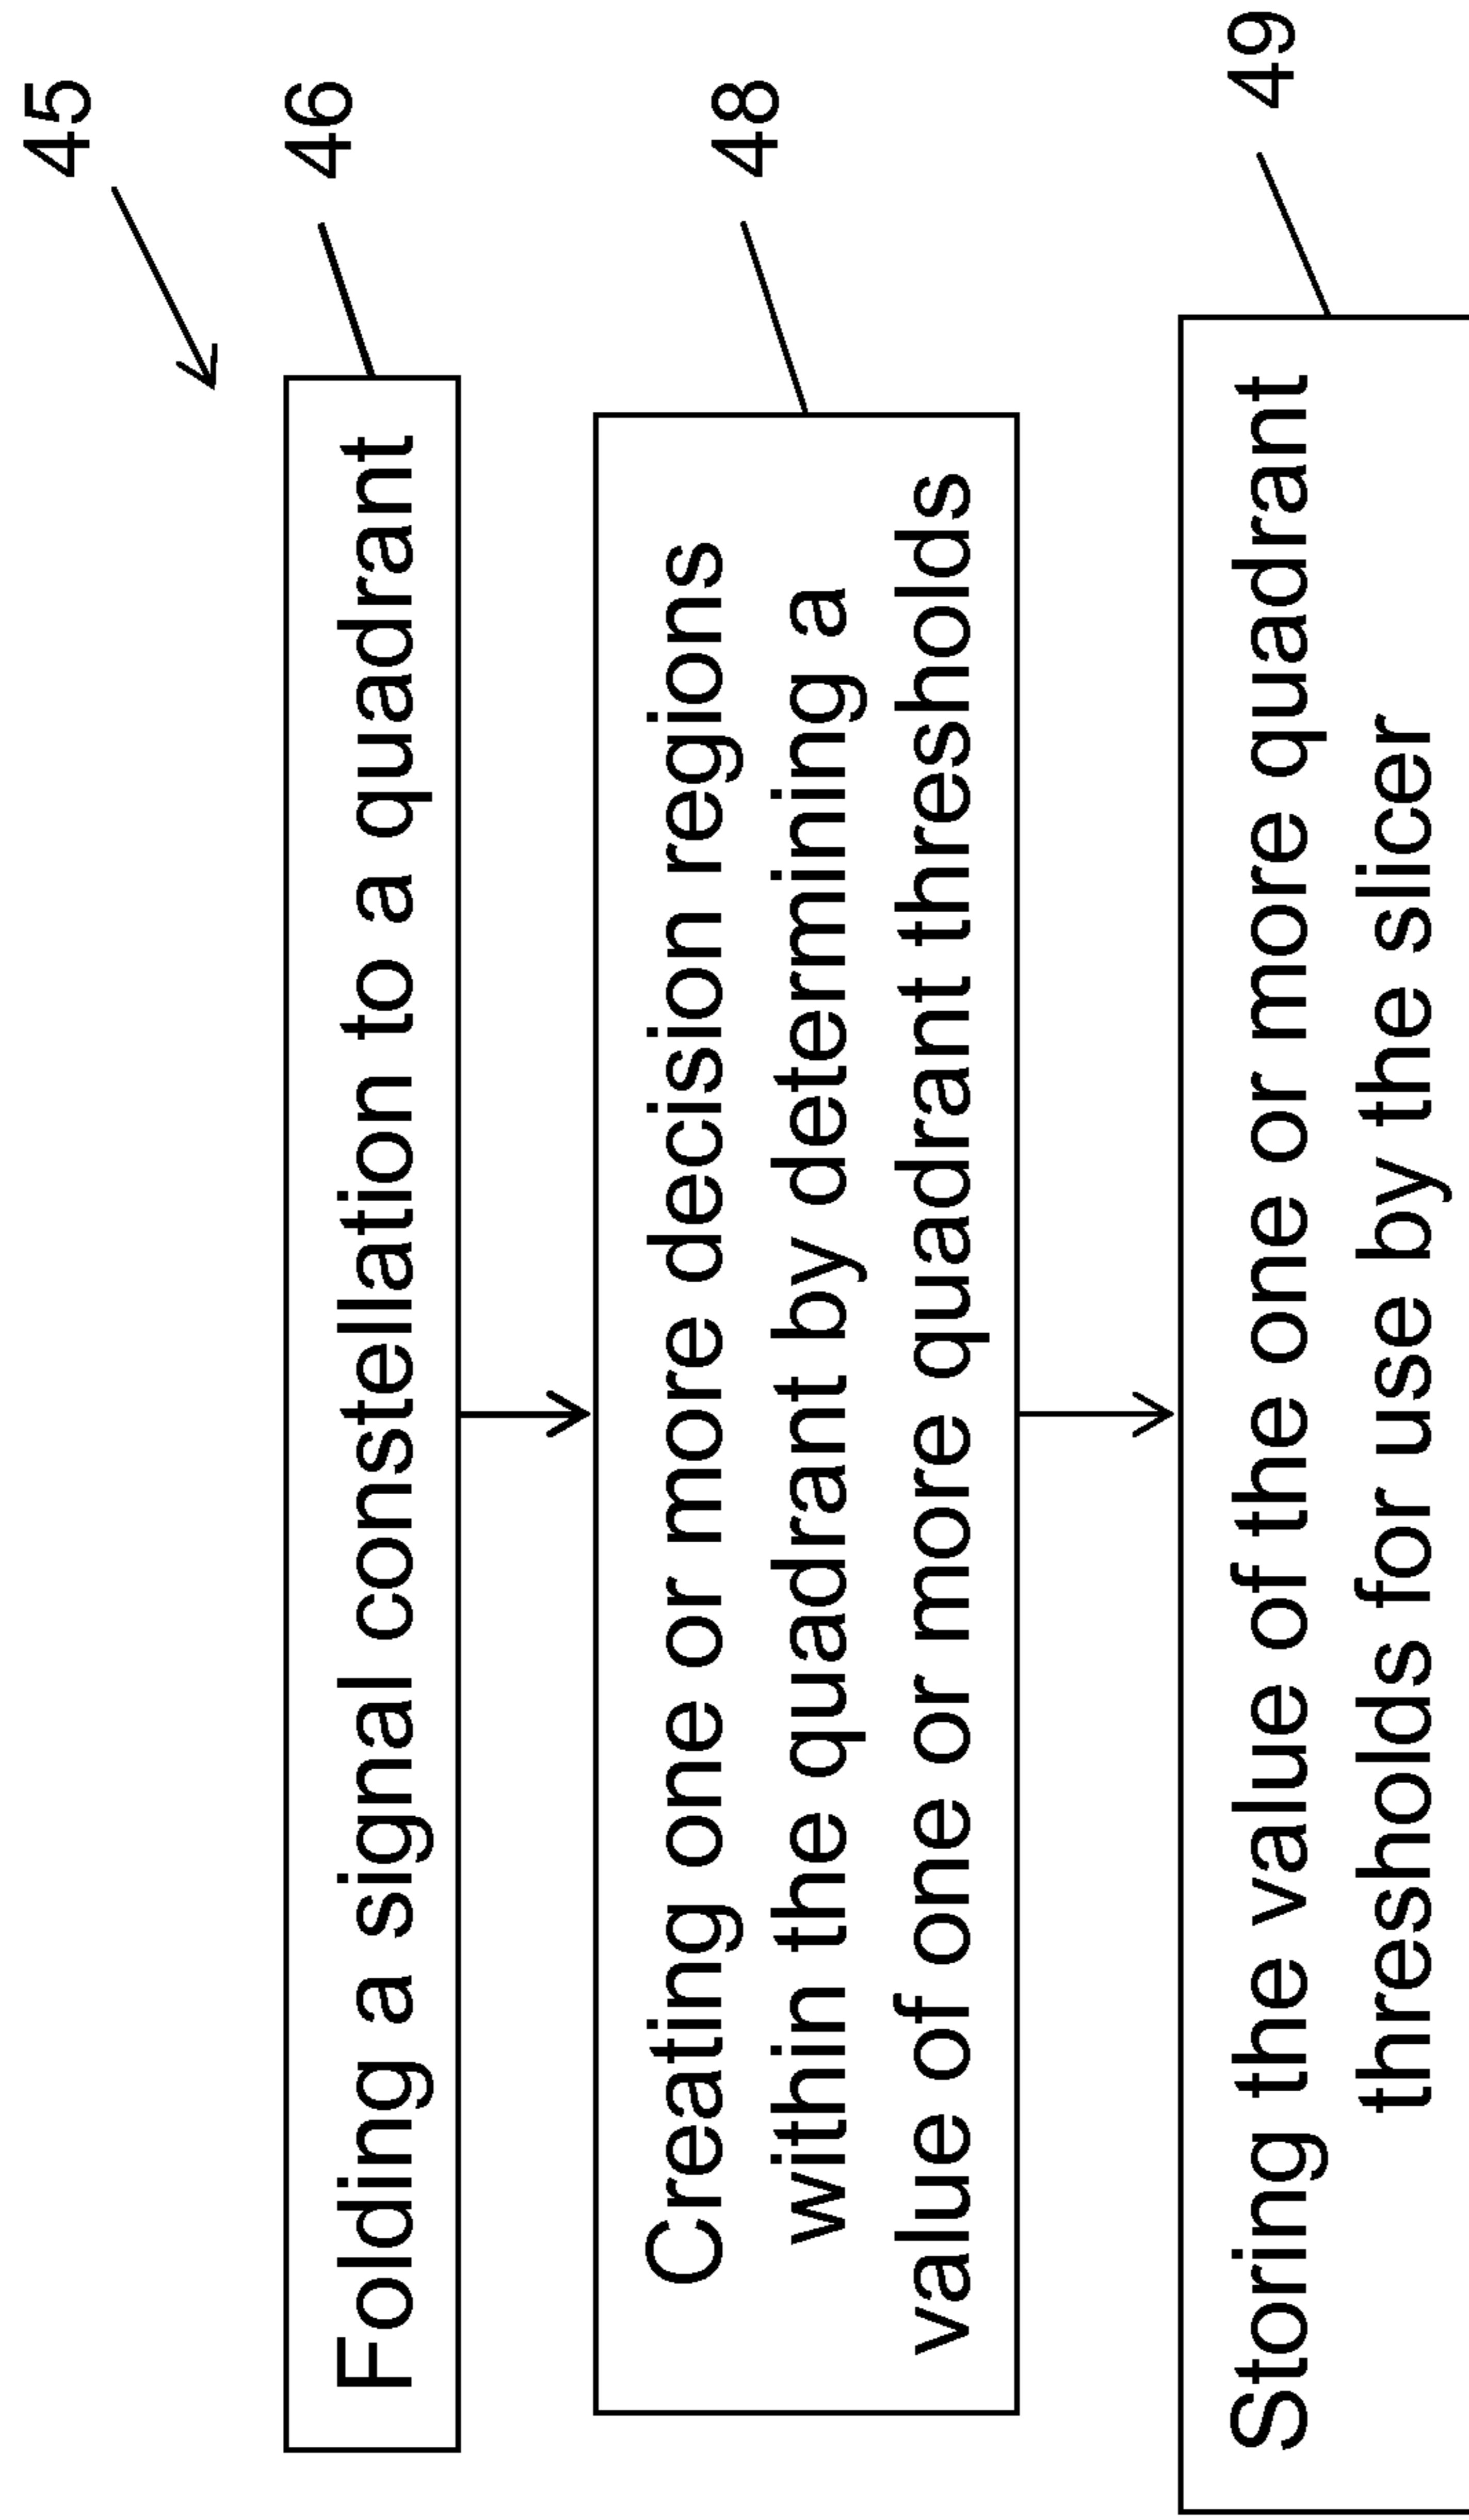 45
46
Folding a signal constellation to a quadrant
48
Creating one or more decision regions
within the quadrant by determining a
value of one or more quadrant thresholds
49
Storing the value of the one or more quadrant
thresholds for use by the slicer